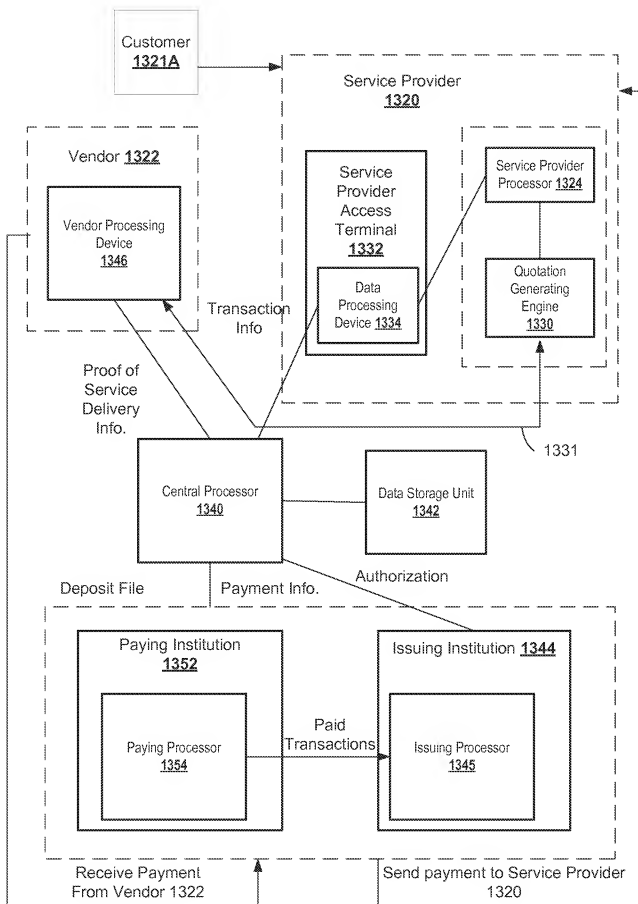 Customer
1321A
Service Provider
1320
Vendor 1322
Vendor Processing
Device
1346
Service
Provider
Access
Terminal
1332
Data
Processing
Device 1334
Service Provider
Processor 1324
Quotation
Generating
Engine
1330
Transaction
Info
Proof of
Service
Delivery
Info.
1331
Central Processor
1340
Data Storage Unit
1342
Deposit File
Payment Info.
Authorization
Paying Institution
1352
Issuing Institution 1344
Paying Processor
1354
Paid
Transactions
Issuing Processor
1345
Receive Payment
From Vendor 1322
Send payment to Service Provider
1320